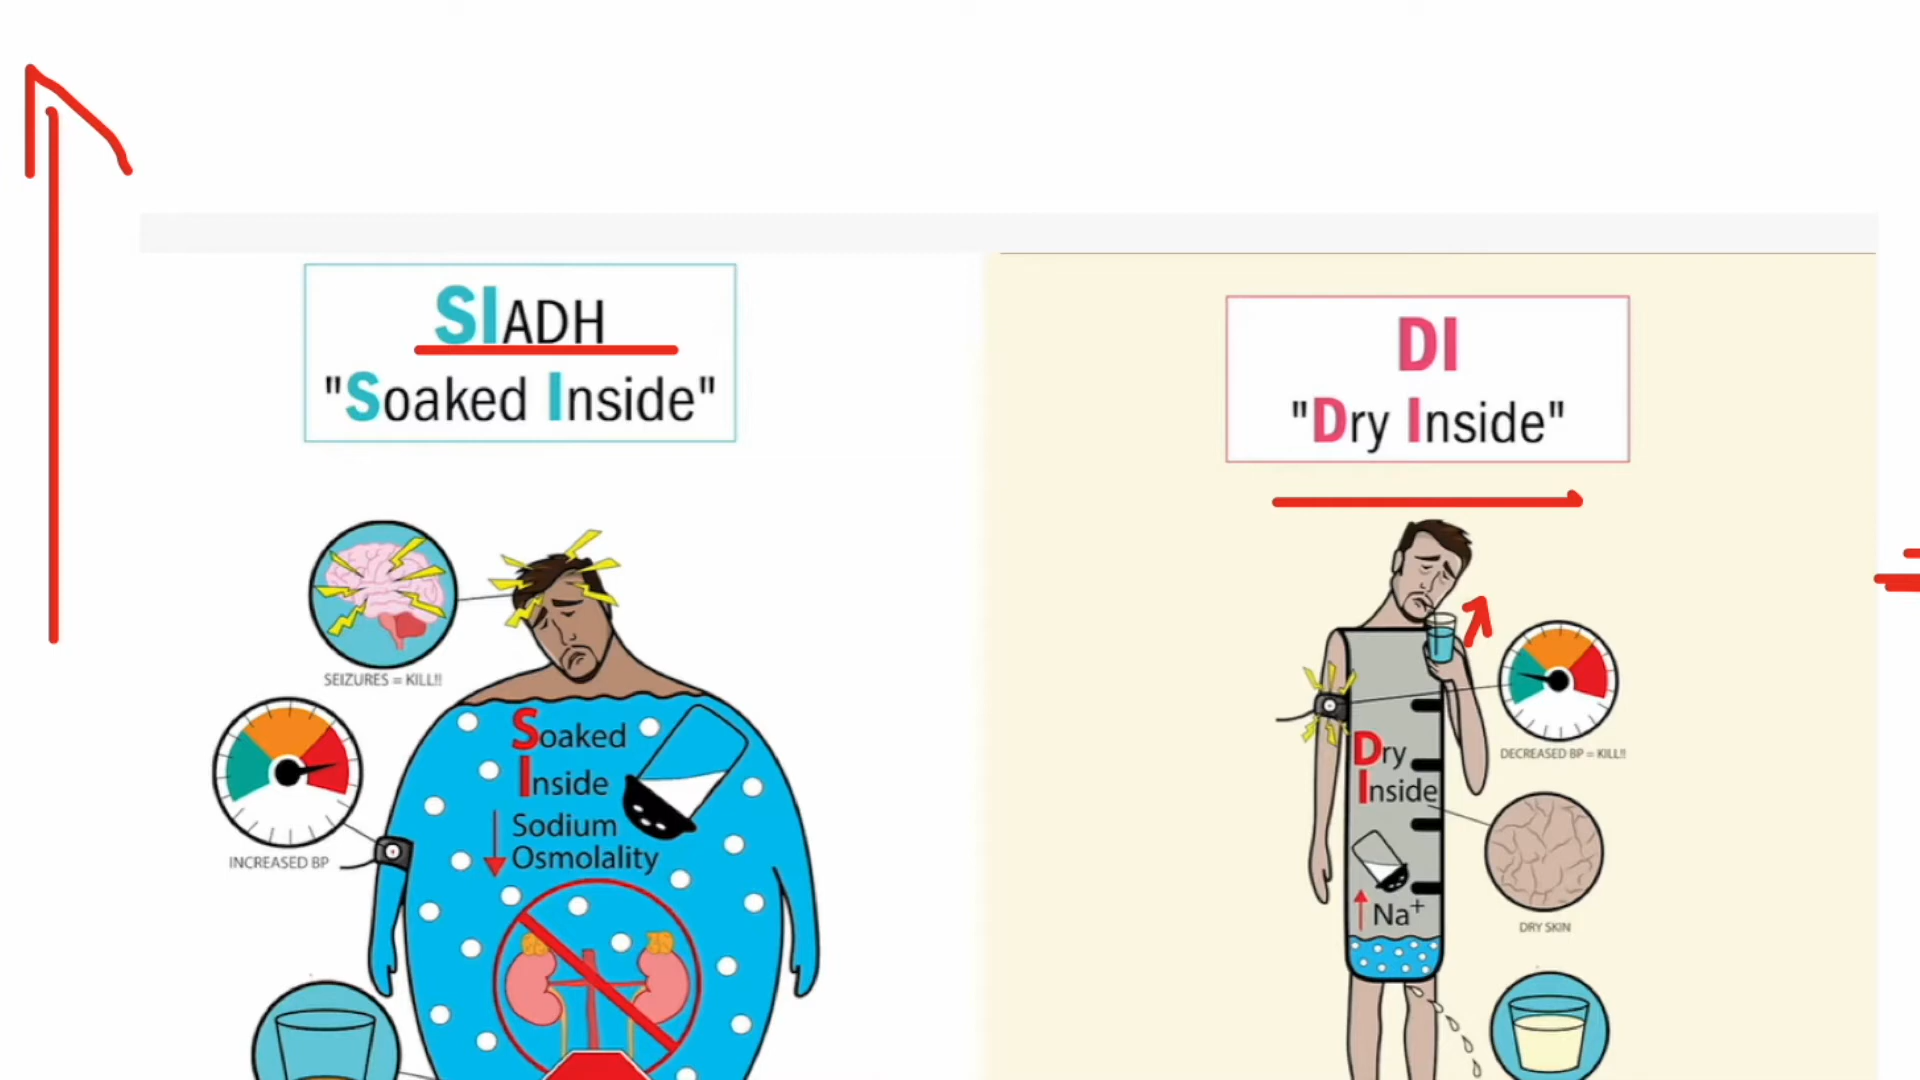 SIADH
"Soaked Inside"
SEIZURES = KILL!!
INCREASED BP
Soaked
Inside
Sodium
Osmolality
DI
"Dry Inside"
DECREASED BP = KILL!!
Dry
Inside
Na+
DRY SKIN